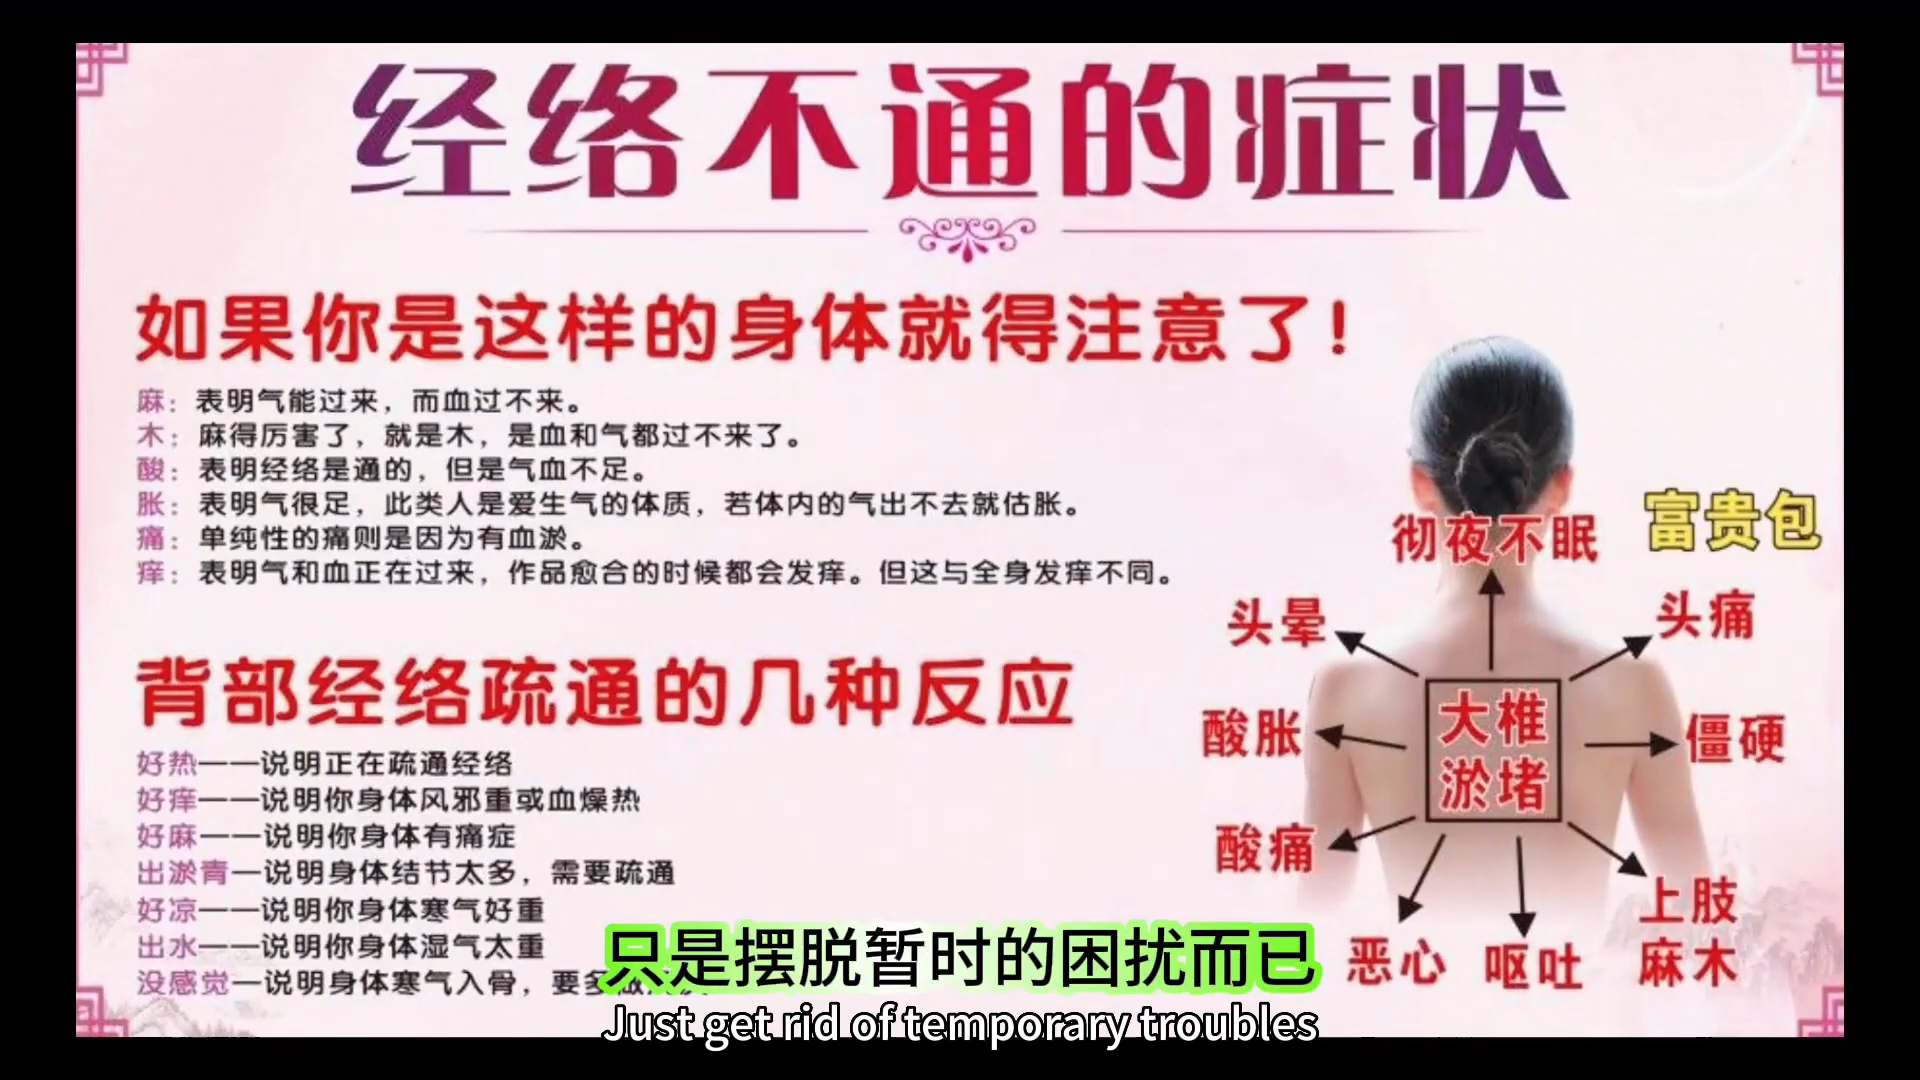 经络不通的症状
如果你是这样的身体就得注意了！
麻：表明气能过来，而血过不来。
木：麻得厉害了，就是木，是血和气都过不来了。
酸：表明经络是通的，但是气血不足。
胀：表明气很足，此类人是爱生气的体质，若体内的气出不去就估胀。
痛：单纯性的痛则是因为有血淤。
痒：表明气和血正在过来，作品愈合的时候都会发痒。但这与全身发痒不同。
背部经络疏通的几种反应
好热——说明正在疏通经络
好痒——说明你身体风邪重或血燥热
好麻——说明你身体有痛症
出淤青—说明身体结节太多，需要疏通
好凉——说明你身体寒气好重
出水——说明你身体湿气太重
没感觉—说明身体寒气入骨，要多
富贵包
彻夜不眠
头晕
头痛
酸胀
大椎
淤堵
僵硬
酸痛
上肢
麻木
恶心
呕吐
只是摆脱暂时的困扰而已
Just get rid of temporary troubles